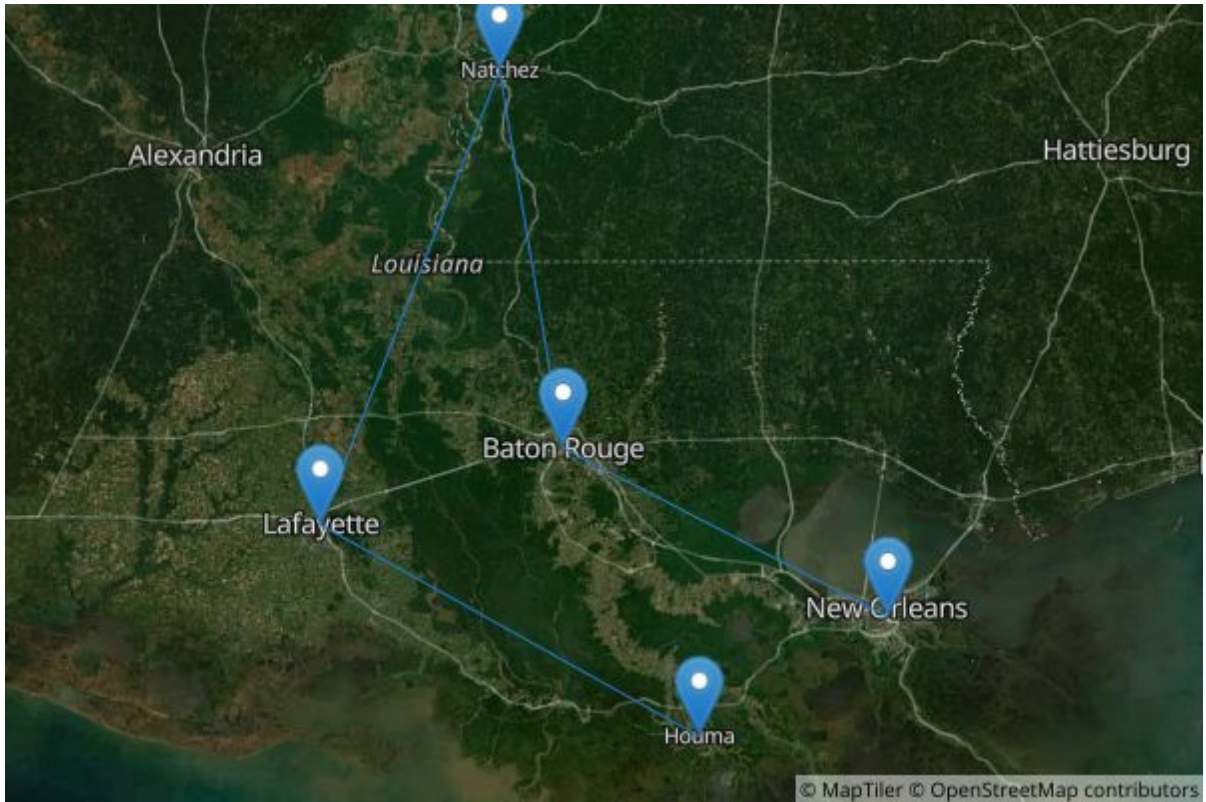 Natchez
Alexandria
Hattiesburg
Louisiana
Baton Rouge
Lafayette
New Orleans
Houma
© MapTiler © OpenStreetMap contributors